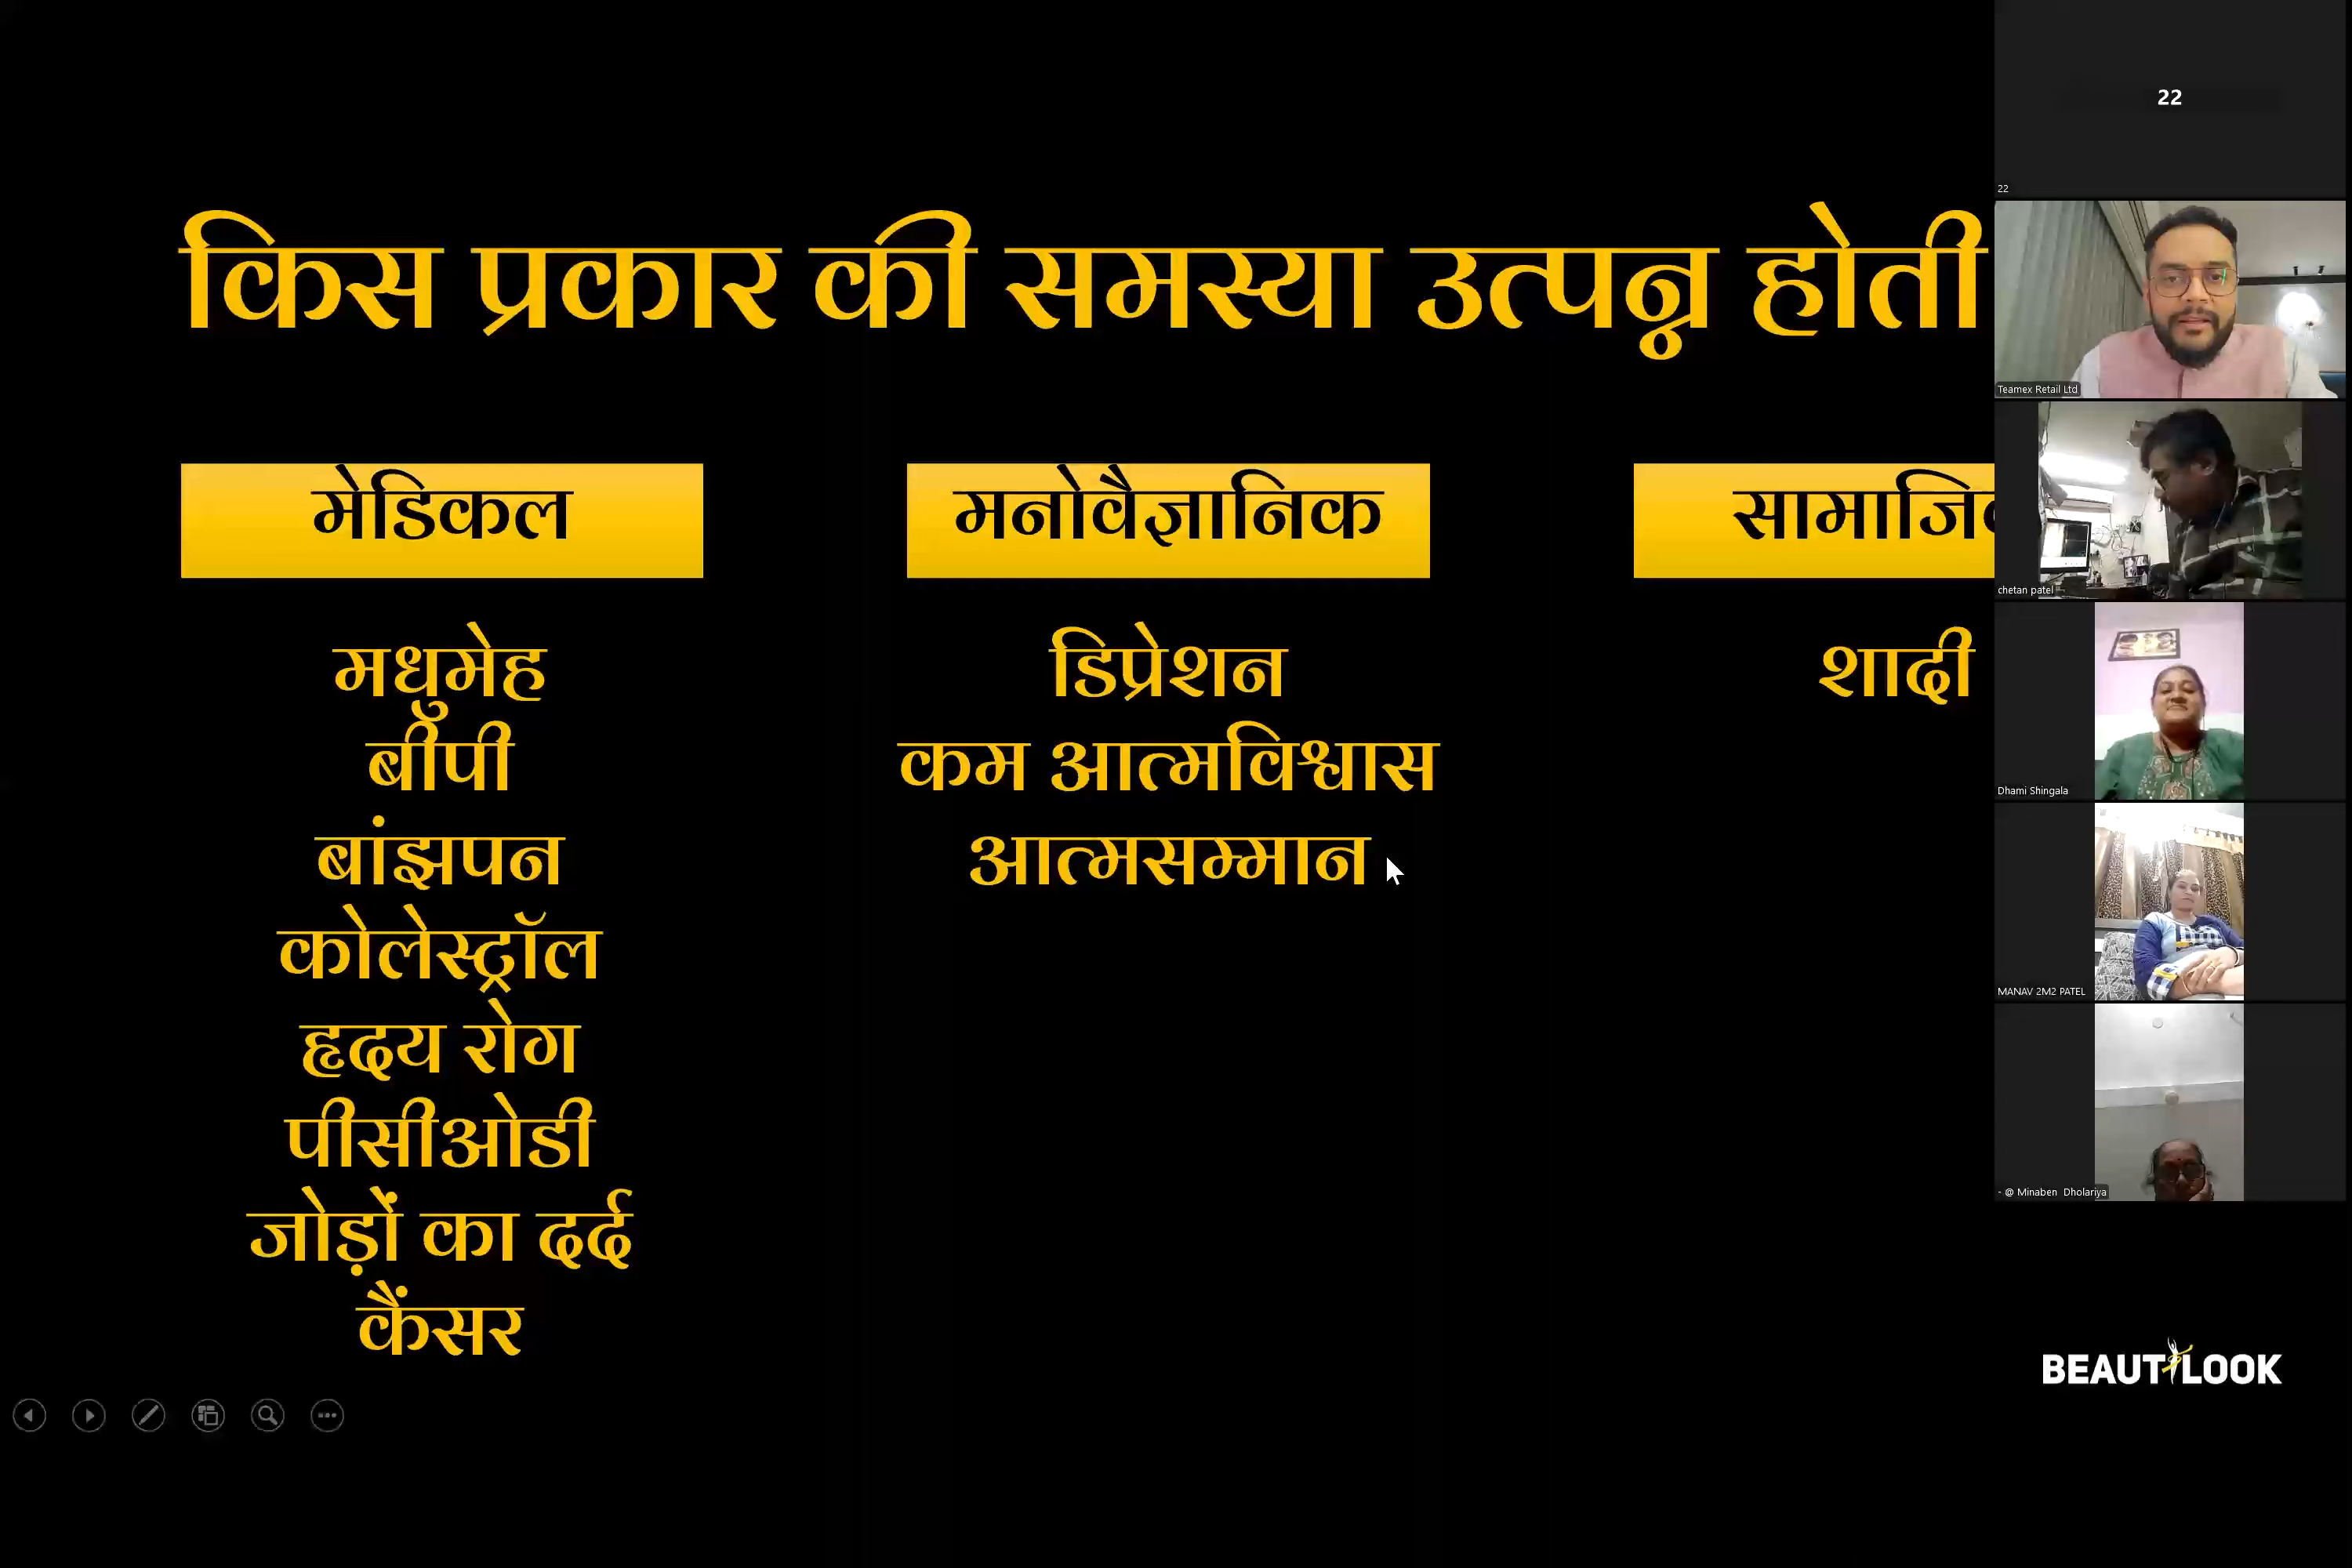 किस प्रकार की समस्या उत्पन्न होती
मेडिकल
मधुमेह
बीपी
बांझपन
कोलेस्ट्रॉल
हृदय रोग
पीसीओडी
जोड़ों का दर्द
कैंसर
मनोवैज्ञानिक
डिप्रेशन
कम आत्मविश्वास
आत्मसम्मान
सामाजि
शादी
22
22
Teamex Retail Ltd
chetan patel
Dhami Shingala
MANAV 2M2 PATEL
- @ Minaben Dholariya
BEAUTYLOOK